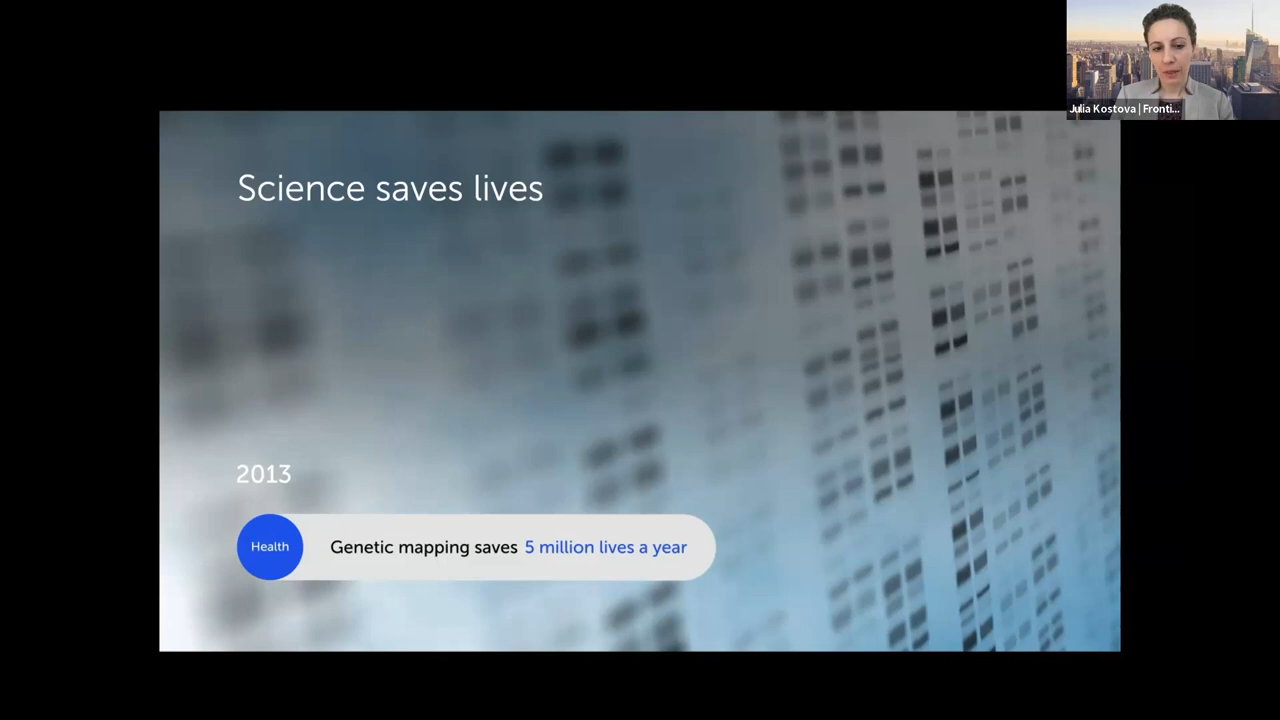 Julia Kostova | Fronti...
Science saves lives
2013
Health
Genetic mapping saves 5 million lives a year